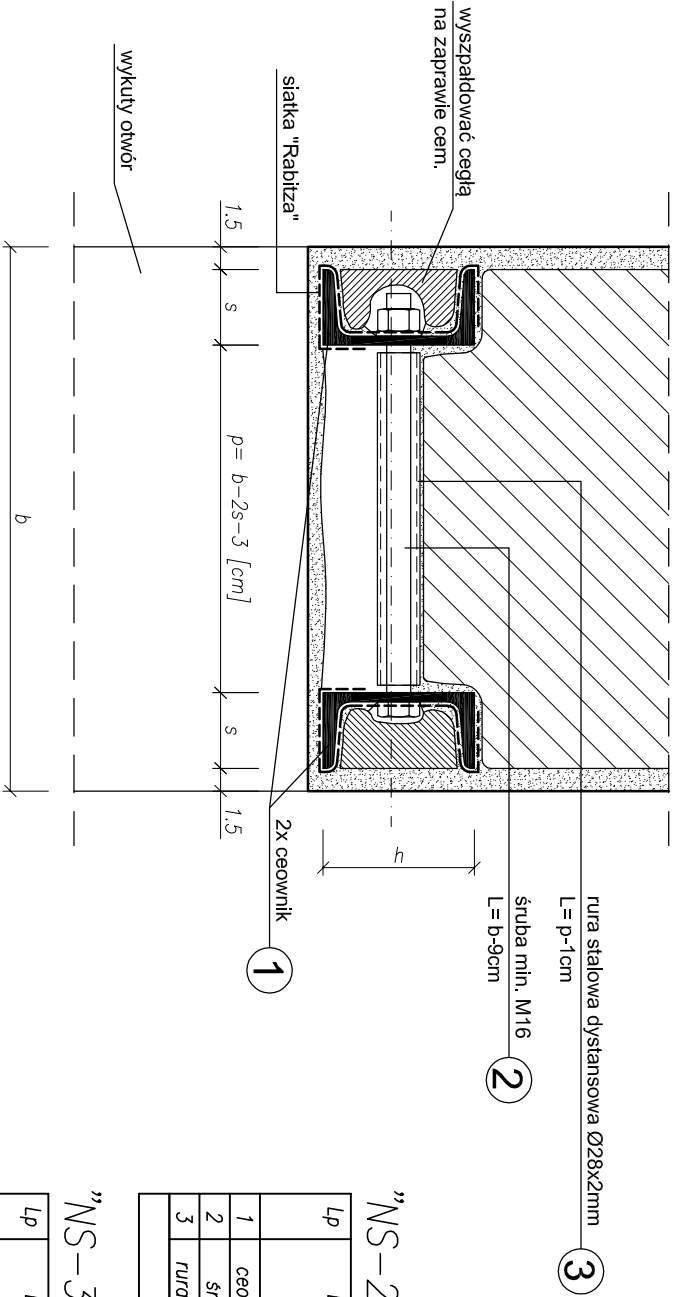 wyszpałdować cegłą
na zaprawie cem.
siatka "Rabitza"
wykuty otwór
1.5
s
p= b-2s-3 [cm]
s
1.5
b
h
2x ceownik
1
śruba min. M16
L= b-9cm
2
rura stalowa dystansowa Ø28x2mm
L= p-1cm
3
"NS-2
Lp
1
2
3
rura
"NS-3
Lp